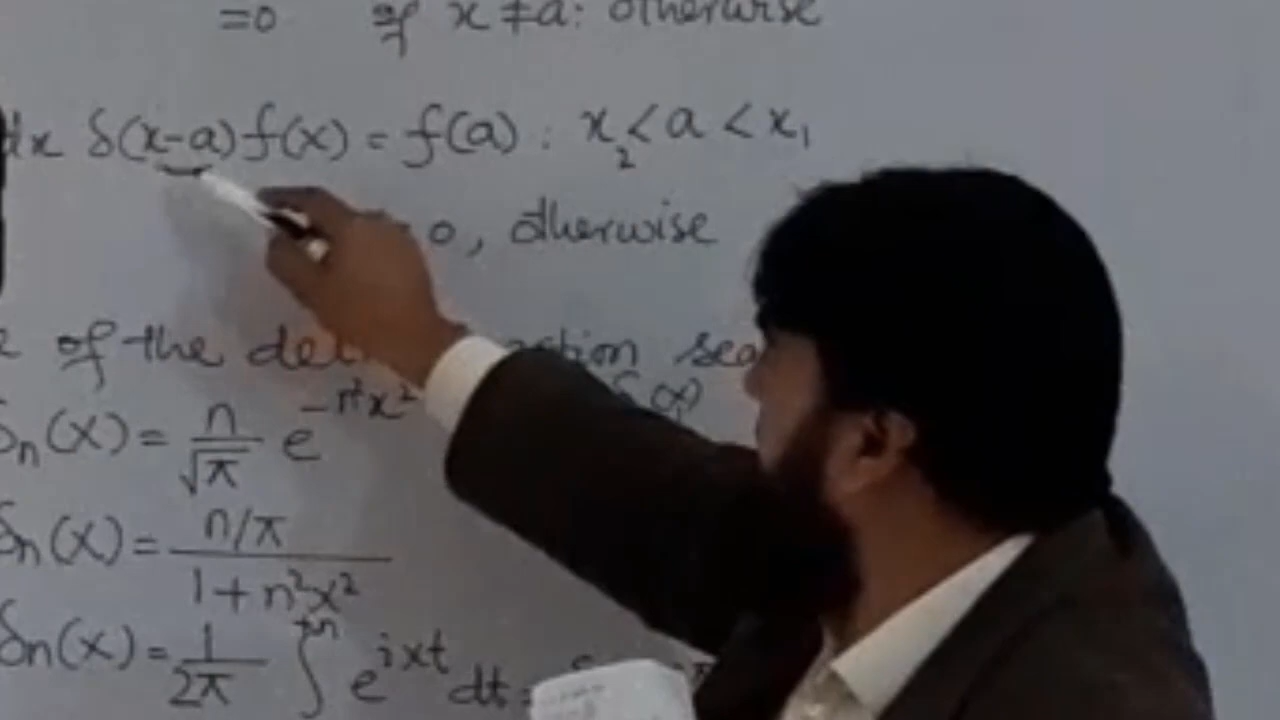 =0 if x ≠ a: otherwise
dx δ(x-a) f(x) = f(a) : x₂ < a < x₁
0, otherwise
of the
δₙ(x) = n/√π e^{-n²x²}
δₙ(x) = (n/π)/(1+n²x²)
δn(x) = 1/2π ∫^{+n} e^{ixt} dt =